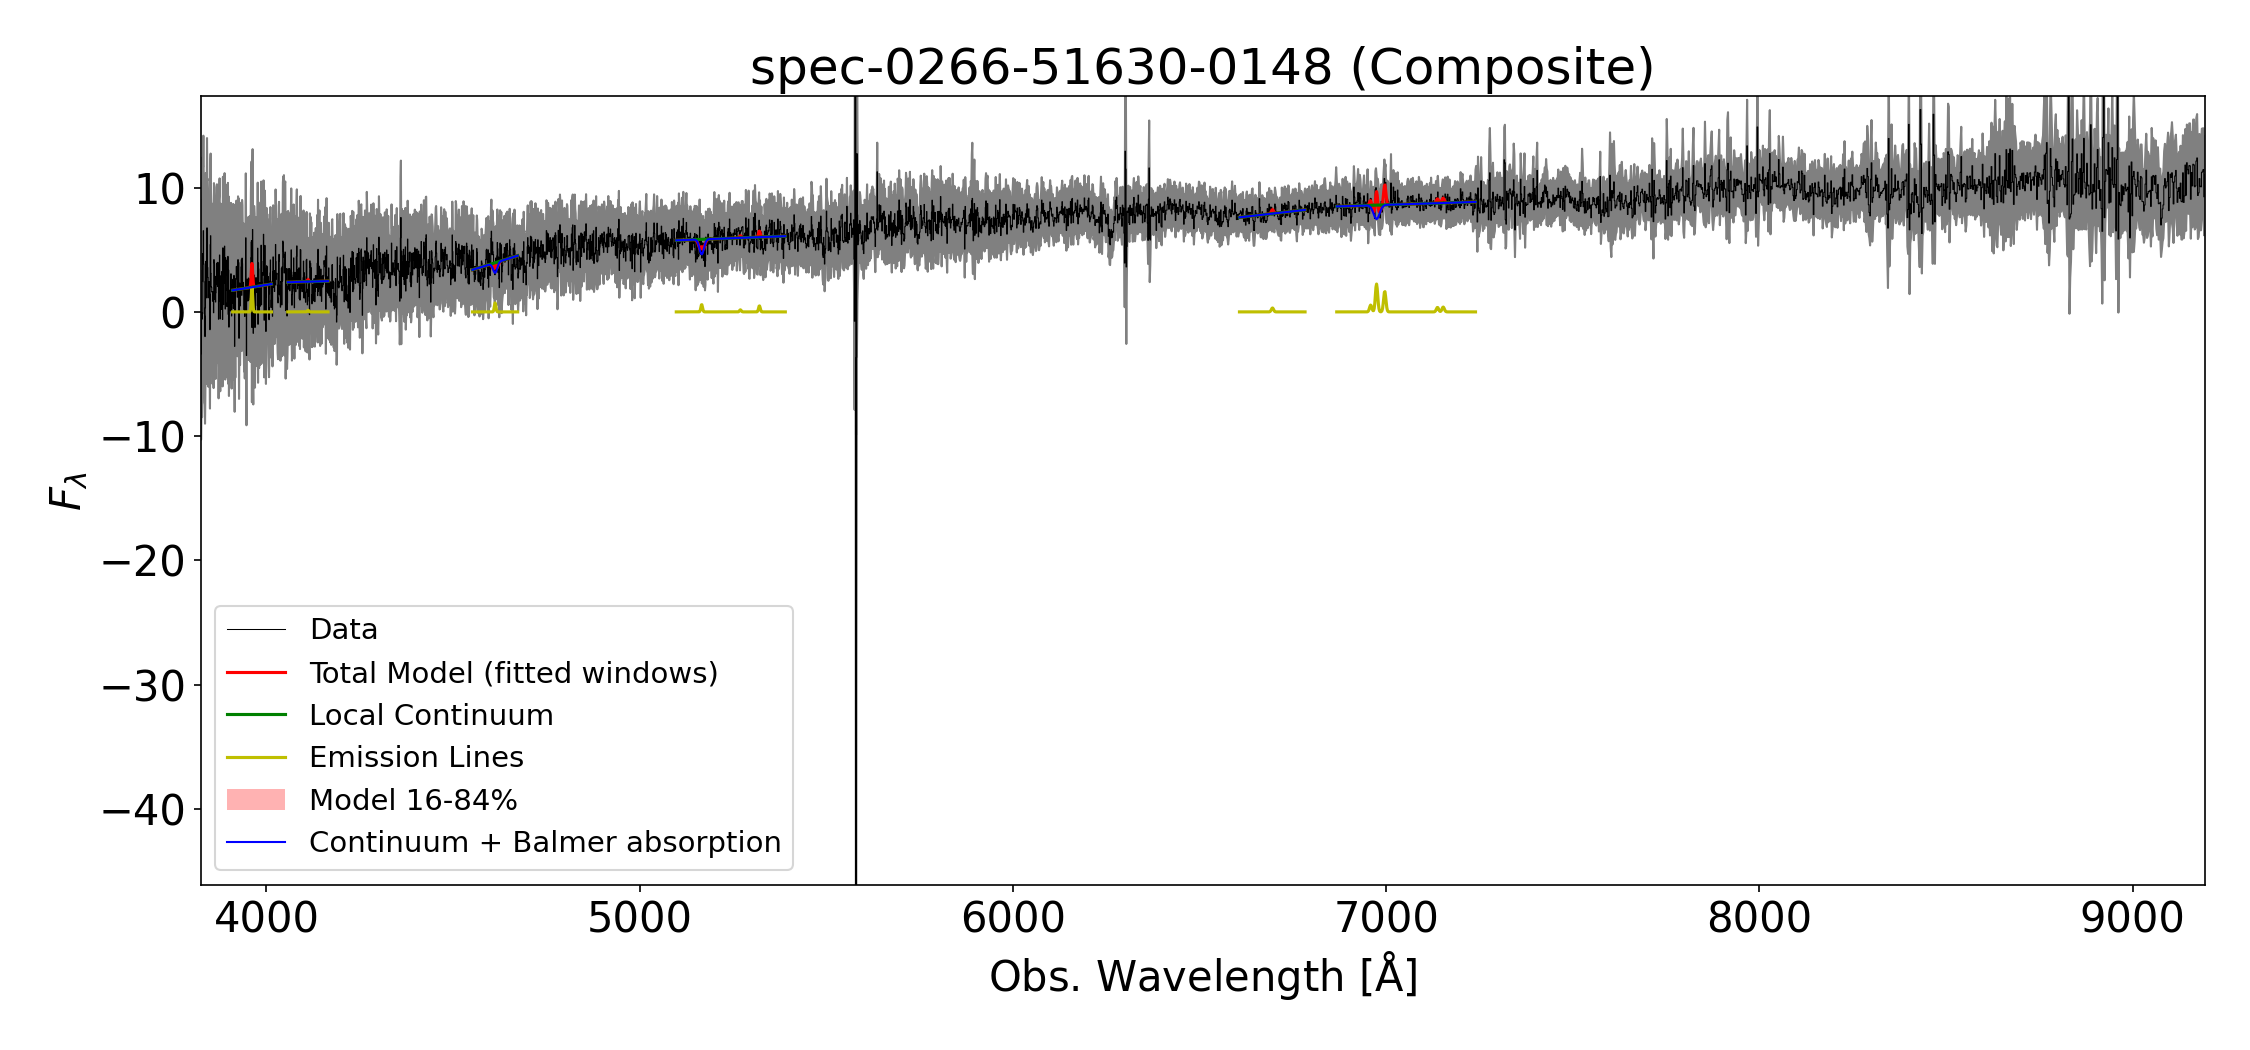 spec-0266-51630-0148 (Composite)
10
0
−10
−20
−30
−40
F_λ
Data
Total Model (fitted windows)
Local Continuum
Emission Lines
Model 16-84%
Continuum + Balmer absorption
4000 5000 6000 7000 8000 9000
Obs. Wavelength [Å]